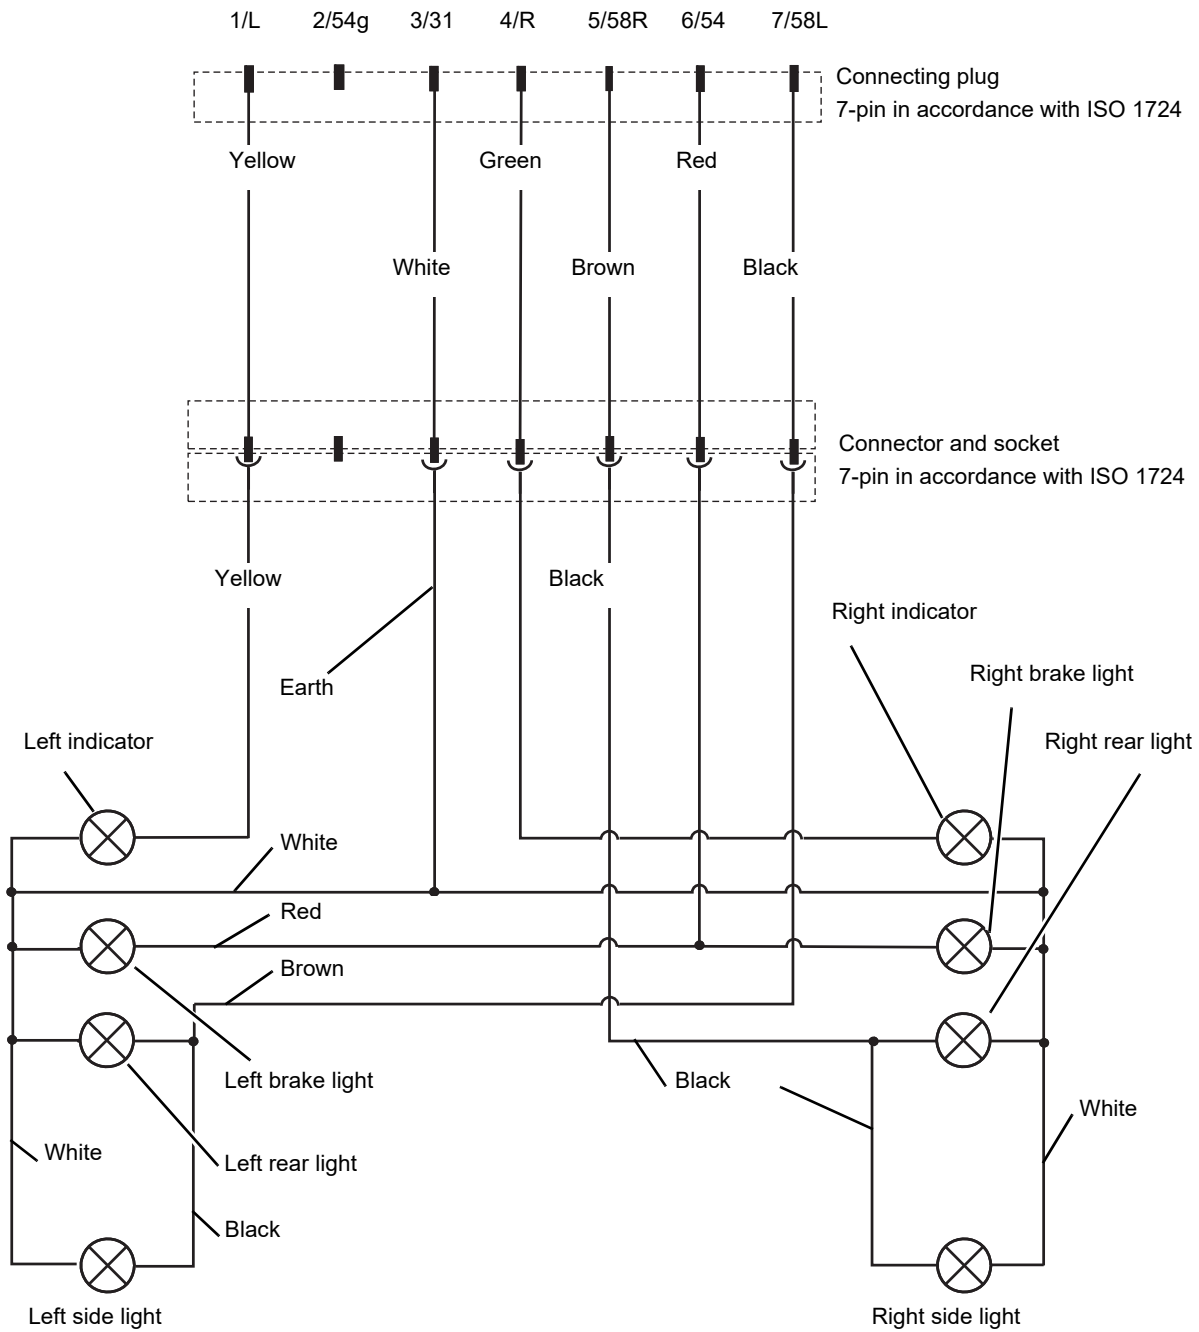 1/L 2/54g 3/31 4/R 5/58R 6/54 7/58L
Connecting plug
7-pin in accordance with ISO 1724
Yellow Green Red
White Brown Black
Connector and socket
7-pin in accordance with ISO 1724
Yellow Black
Right indicator
Right brake light
Earth
Left indicator Right rear light
White
Red
Brown
Left brake light Black
White
White
Left rear light
Black
Left side light Right side light